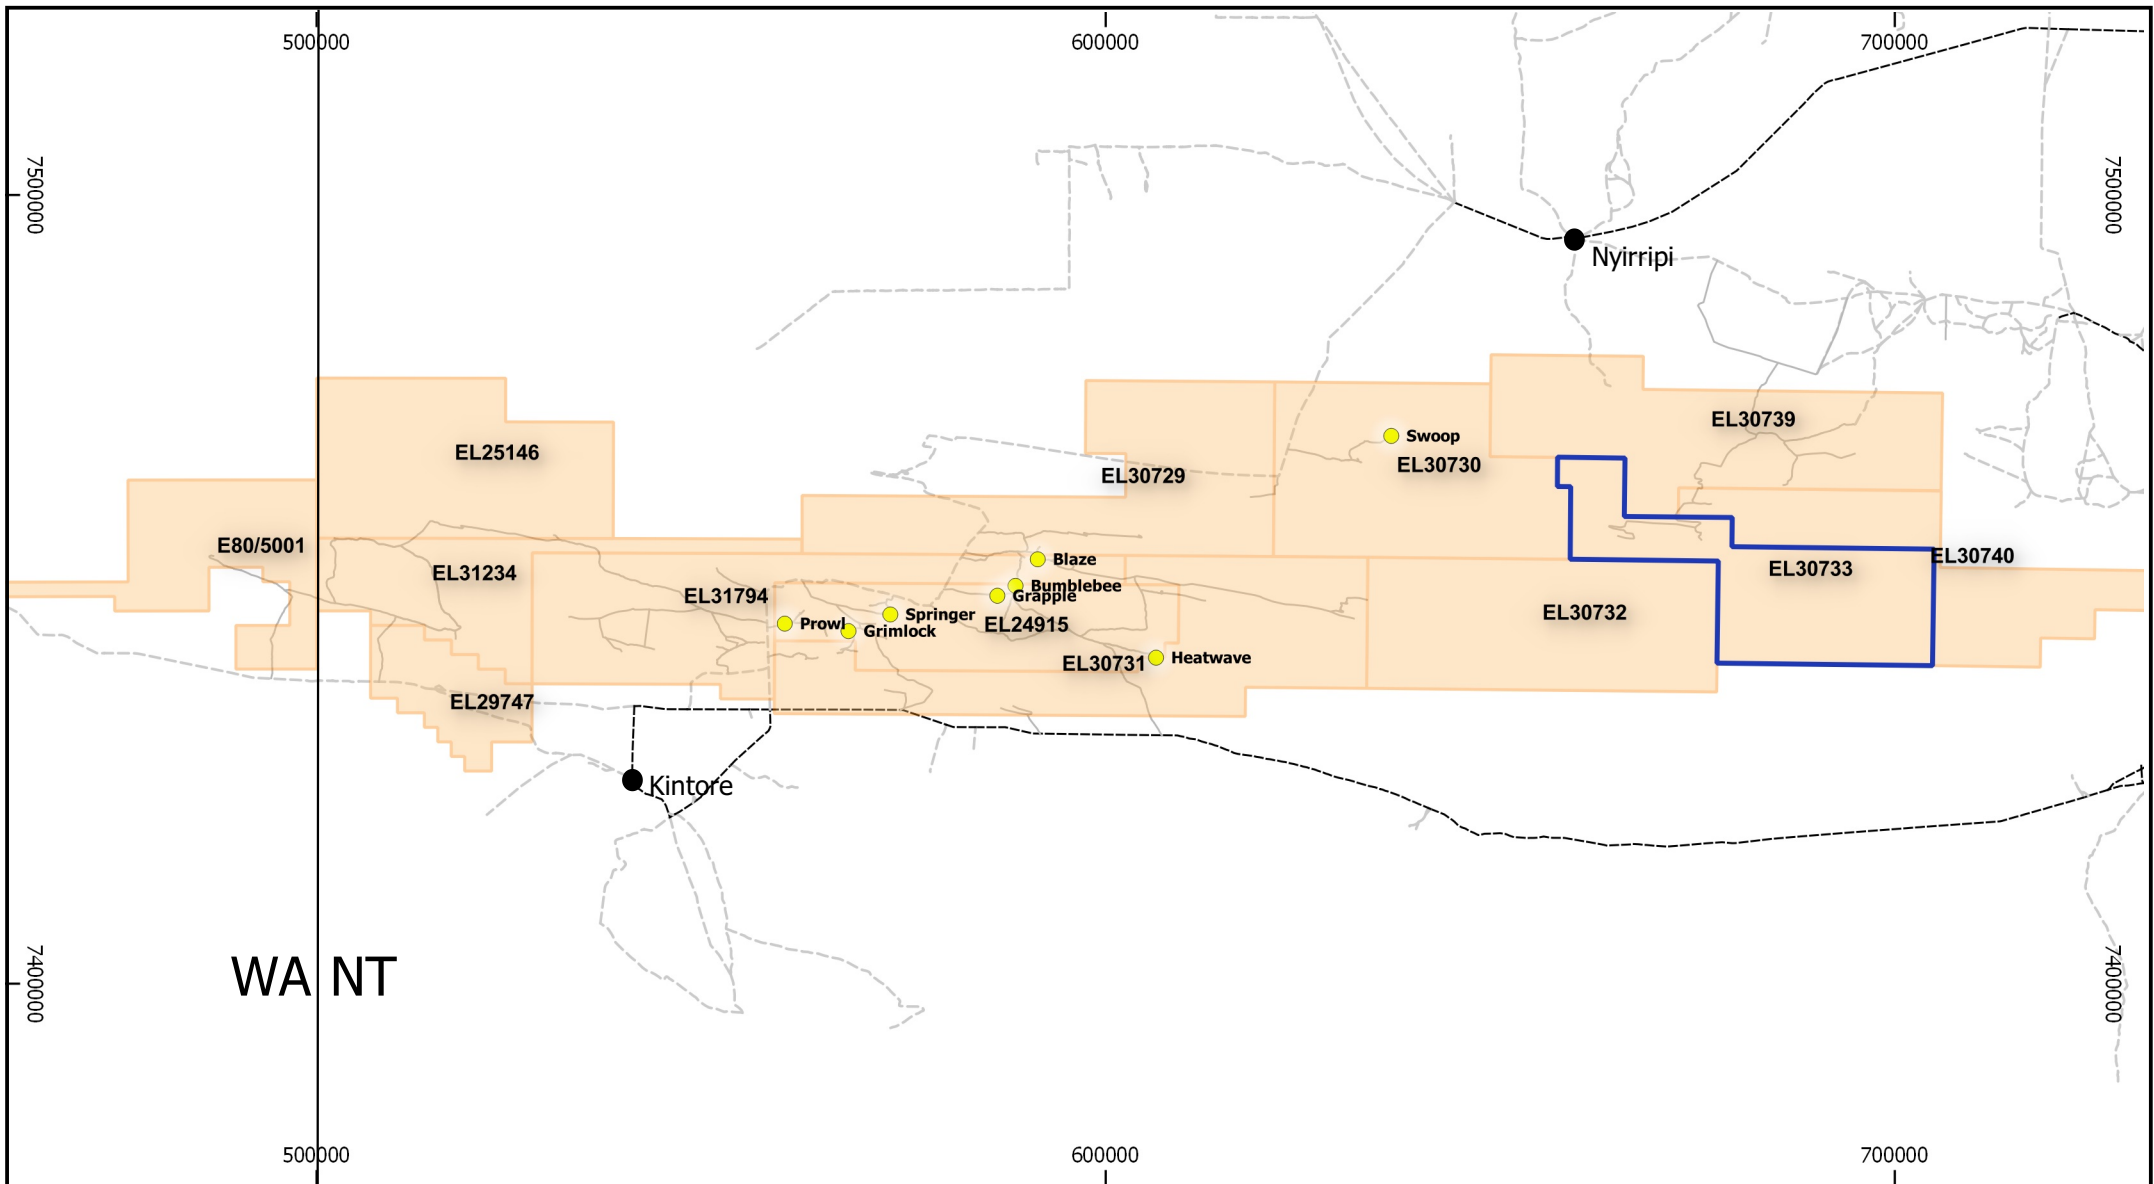 500000
600000
700000
7500000
7500000
Nyirripi
EL30739
EL25146
Swoop
EL30730
EL30729
E80/5001
EL31234
Blaze
EL30740
EL30733
Bumblebee
Grapple
EL31794
Springer
EL30732
Prowl
Grimlock
EL24915
EL30731
Heatwave
EL29747
Kintore
WA NT
7400000
7400000
500000
600000
700000